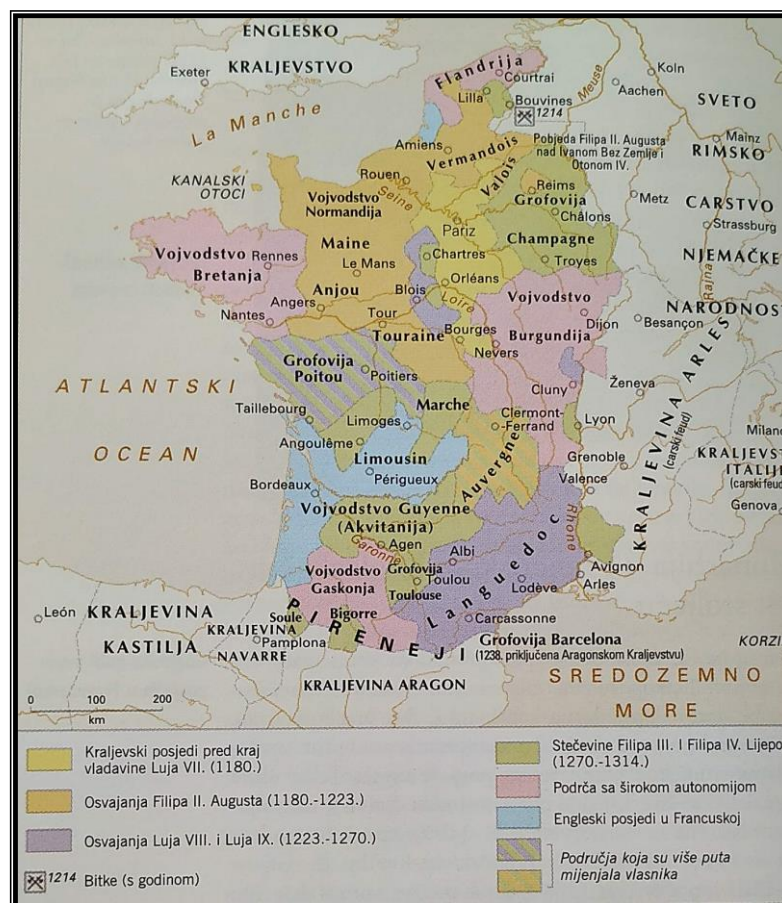 ENGLESKO
KRALJEVSTVO
Exeter
La Manche
KANALSKI
OTOCI
Flandrija
Courtrai
Lilla
Bouvines
1214
Pobjeda Filipa II. Augusta
nad Ivanom Bez Zemlje i
Otonom IV.
Meuse
Koln
Aachen
SVETO
Mainz
RIMSKO
Metz
CARSTVO
Strassburg
NJEMAČKE
Rajna
NARODNOS
Amiens
Vermandois
Rouen
Valois
Reims
Vojvodstvo
Normandija
Seine
Grofovija
Châlons
Pariz
Maine
Chartres
Champagne
Troyes
Vojvodstvo
Bretanja
Rennes
Le Mans
Orléans
Anjou
Blois
Loire
Vojvodstvo
Burgundija
Angers
Nantes
Tour
Touraine
Bourges
Nevers
Dijon
Besançon
Grofovija
Poitou
Poitiers
Cluny
Ženeva
KRALJEVINA ARLES
(carski feud)
ATLANTSKI
OCEAN
Taillebourg
Marche
Limoges
Clermont-
Ferrand
Lyon
Milano
Angoulême
Limousin
Grenoble
KRALJEVST
ITALIJ
(carski feud)
Périgueux
Auvergne
Valence
Bordeaux
Genova
Vojvodstvo Guyenne
(Akvitanija)
Rhone
Garonne
Agen
Albi
Languedoc
Avignon
Vojvodstvo
Gaskonja
Grofovija
Toulou
Toulouse
Lodève
Arles
León
KRALJEVINA
KASTILJA
Soule
Bigorre
Carcassonne
KRALJEVINA
Pamplona
NAVARRE
PIRENEJI
Grofovija Barcelona
(1238. priključena Aragonskom Kraljevstvu)
KORZI
KRALJEVINA ARAGON
SREDOZEMNO
MORE
0 100 200
km
Kraljevski posjedi pred kraj
vladavine Luja VII. (1180.)
Osvajanja Filipa II. Augusta (1180.-1223.)
Osvajanja Luja VIII. i Luja IX. (1223.-1270.)
1214 Bitke (s godinom)
Stečevine Filipa III. I Filipa IV. Lijepo
(1270.-1314.)
Podrča sa širokom autonomijom
Engleski posjedi u Francuskoj
Područja koja su više puta
mijenjala vlasnika